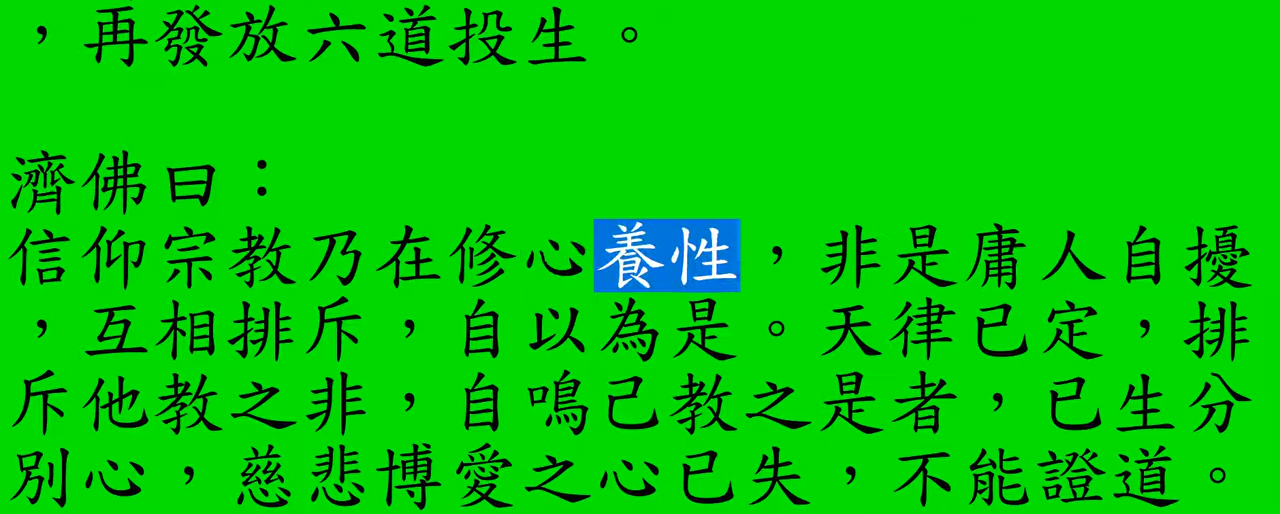 ，再發放六道投生。
濟佛曰：
信仰宗教乃在修心養性，非是庸人自擾
，互相排斥，自以為是。天律已定，排
斥他教之非，自鳴己教之是者，已生分
別心，慈悲博愛之心已失，不能證道。